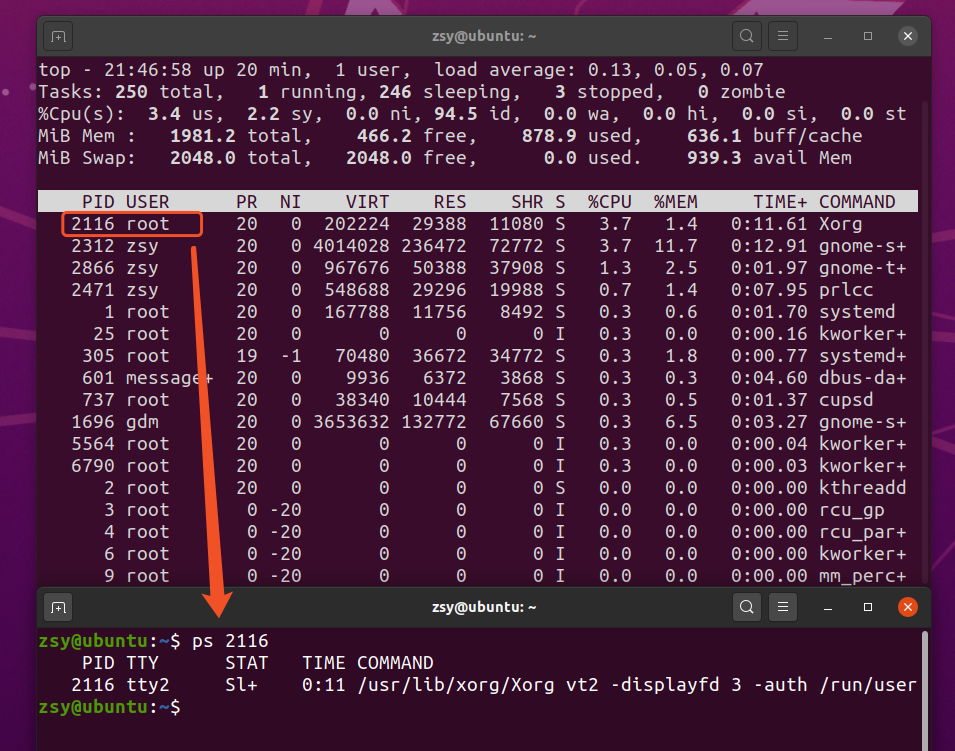 zsy@ubuntu: ~
top - 21:46:58 up 20 min,  1 user,  load average: 0.13, 0.05, 0.07
Tasks: 250 total,   1 running, 246 sleeping,   3 stopped,   0 zombie
%Cpu(s):  3.4 us,  2.2 sy,  0.0 ni, 94.5 id,  0.0 wa,  0.0 hi,  0.0 si,  0.0 st
MiB Mem :   1981.2 total,    466.2 free,    878.9 used,    636.1 buff/cache
MiB Swap:   2048.0 total,   2048.0 free,      0.0 used.    939.3 avail Mem
PID USER      PR  NI    VIRT    RES    SHR S  %CPU  %MEM     TIME+ COMMAND
2116 root      20   0  202224  29388  11080 S   3.7   1.4   0:11.61 Xorg
2312 zsy       20   0 4014028 236472  72772 S   3.7  11.7   0:12.91 gnome-s+
2866 zsy       20   0  967676  50388  37908 S   1.3   2.5   0:01.97 gnome-t+
2471 zsy       20   0  548688  29296  19988 S   0.7   1.4   0:07.95 prlcc
1 root      20   0  167788  11756   8492 S   0.3   0.6   0:01.70 systemd
25 root      20   0       0      0      0 I   0.3   0.0   0:00.16 kworker+
305 root      19  -1   70480  36672  34772 S   0.3   1.8   0:00.77 systemd+
601 message+  20   0    9936   6372   3868 S   0.3   0.3   0:04.60 dbus-da+
737 root      20   0   38340  10444   7568 S   0.3   0.5   0:01.37 cupsd
1696 gdm       20   0 3653632 132772  67660 S   0.3   6.5   0:03.27 gnome-s+
5564 root      20   0       0      0      0 I   0.3   0.0   0:00.04 kworker+
6790 root      20   0       0      0      0 I   0.3   0.0   0:00.03 kworker+
2 root      20   0       0      0      0 S   0.0   0.0   0:00.00 kthreadd
3 root       0 -20       0      0      0 I   0.0   0.0   0:00.00 rcu_gp
4 root       0 -20       0      0      0 I   0.0   0.0   0:00.00 rcu_par+
6 root       0 -20       0      0      0 I   0.0   0.0   0:00.00 kworker+
9 root       0 -20       0      0      0 I   0.0   0.0   0:00.00 mm_perc+
zsy@ubuntu: ~
zsy@ubuntu:~$ ps 2116
PID TTY      STAT   TIME COMMAND
2116 tty2     Sl+    0:11 /usr/lib/xorg/Xorg vt2 -displayfd 3 -auth /run/user
zsy@ubuntu:~$